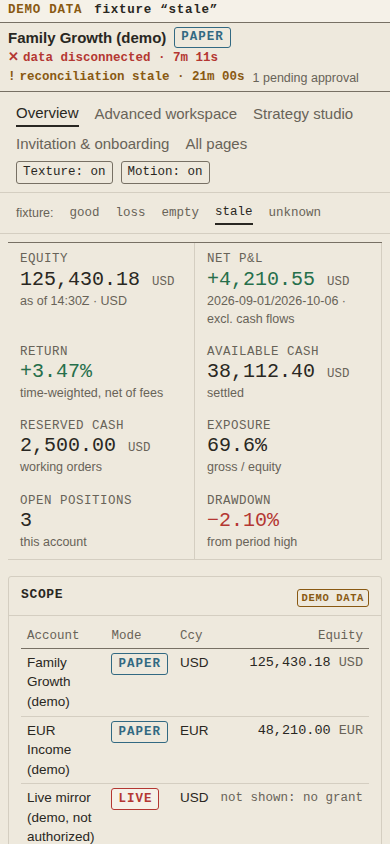 DEMO DATA fixture “stale”
Family Growth (demo) PAPER
✕ data disconnected · 7m 11s
! reconciliation stale · 21m 00s 1 pending approval
Overview Advanced workspace Strategy studio
Invitation & onboarding All pages
Texture: on Motion: on
fixture: good loss empty stale unknown
EQUITY
125,430.18 USD
as of 14:30Z · USD
NET P&L
+4,210.55 USD
2026-09-01/2026-10-06 ·
excl. cash flows
RETURN
+3.47%
time-weighted, net of fees
AVAILABLE CASH
38,112.40 USD
settled
RESERVED CASH
2,500.00 USD
working orders
EXPOSURE
69.6%
gross / equity
OPEN POSITIONS
3
this account
DRAWDOWN
−2.10%
from period high
SCOPE DEMO DATA
Account Mode Ccy Equity
Family PAPER USD 125,430.18 USD
Growth
(demo)
EUR PAPER EUR 48,210.00 EUR
Income
(demo)
Live mirror LIVE USD not shown: no grant
(demo, not
authorized)